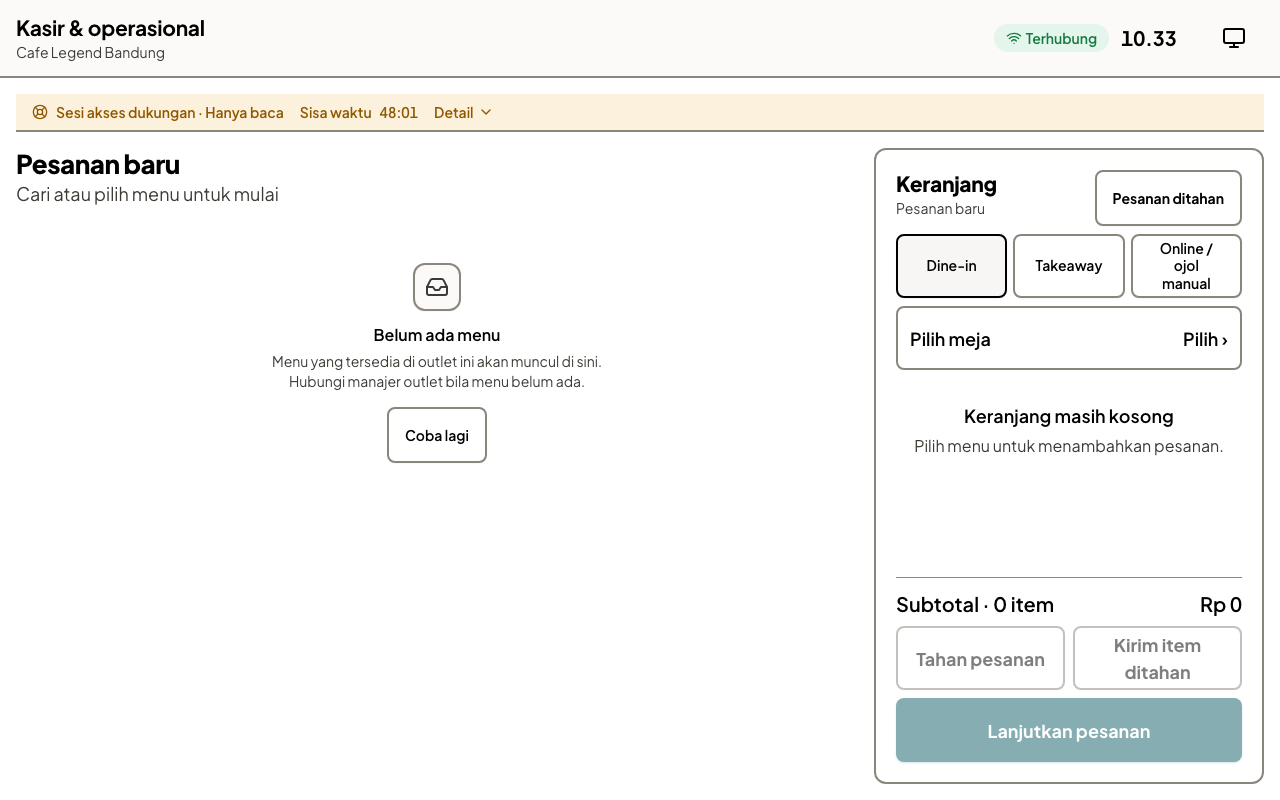 Kasir & operasional
Cafe Legend Bandung
Terhubung
10.33
Sesi akses dukungan · Hanya baca Sisa waktu 48:01 Detail
Pesanan baru
Cari atau pilih menu untuk mulai
Belum ada menu
Menu yang tersedia di outlet ini akan muncul di sini.
Hubungi manajer outlet bila menu belum ada.
Coba lagi
Keranjang
Pesanan baru
Pesanan ditahan
Dine-in
Takeaway
Online /
ojol
manual
Pilih meja
Pilih ›
Keranjang masih kosong
Pilih menu untuk menambahkan pesanan.
Subtotal · 0 item
Rp 0
Tahan pesanan
Kirim item
ditahan
Lanjutkan pesanan